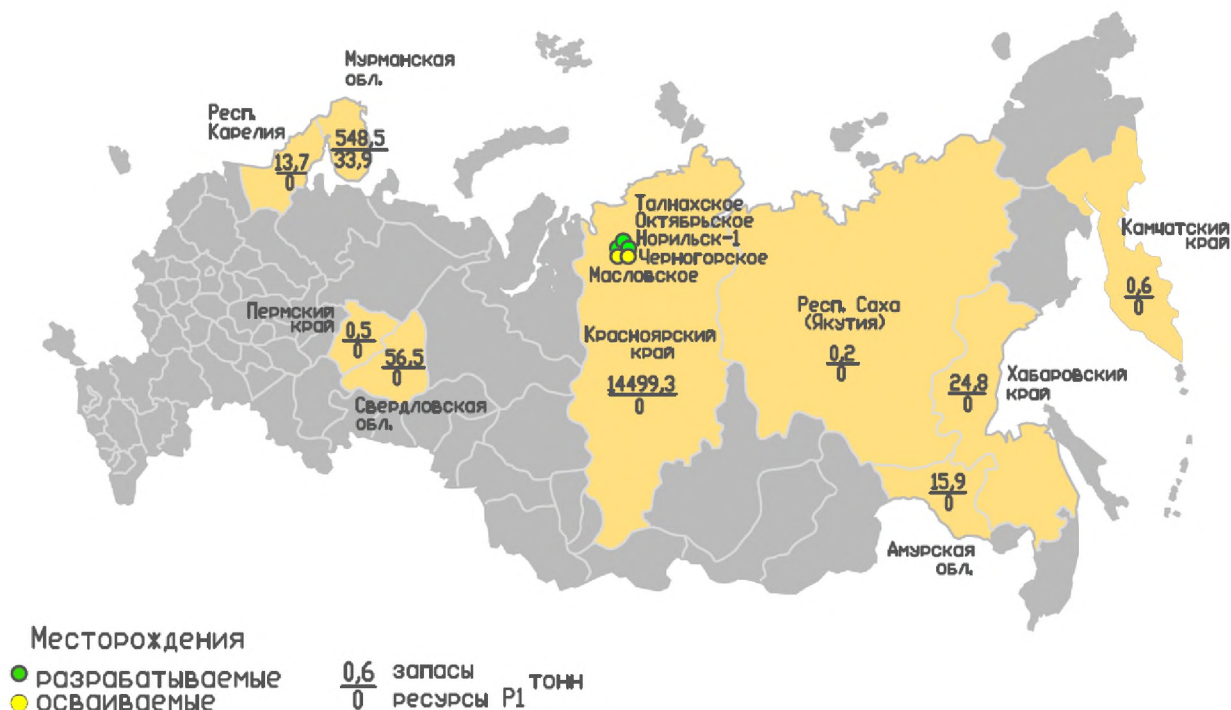 Мурманская
обл.
Респ.
Карелия
548,5
33,9
13,7
0
Талнахское
Октябрьское
Норильск-1
Черногорское
Масловское
Камчатский
край
0,6
0
Пермский
край
0,5
0
56,5
0
Свердловская
обл.
Красноярский
край
14499,3
0
Респ. Саха
(Якутия)
0,2
0
24,8
0
Хабаровский
край
15,9
0
Амурская
обл.
Месторождения
разрабатываемые
осваиваемые
0,6 запасы
0 ресурсы Р1
тонн